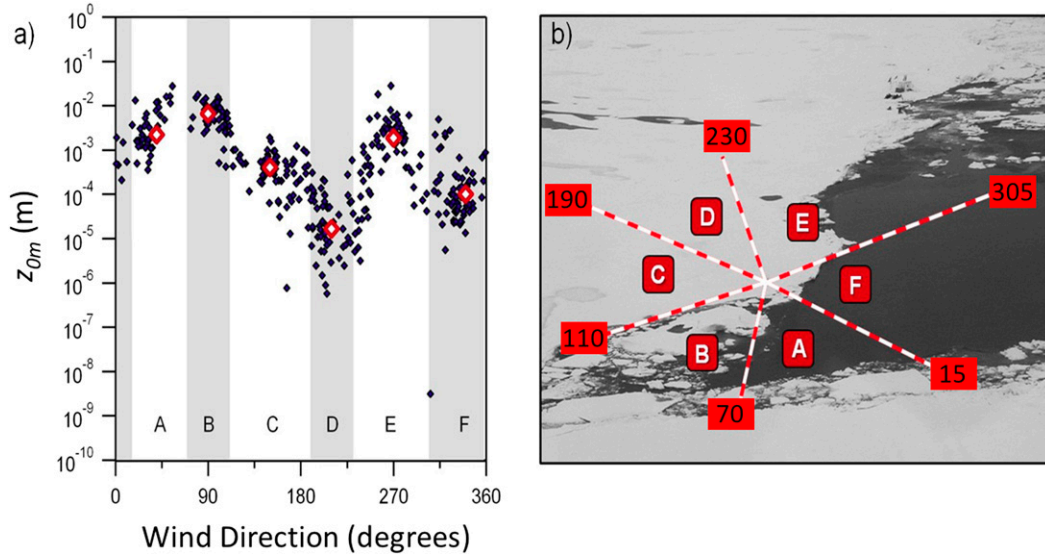 a)
10^0
10^-1
10^-2
10^-3
10^-4
10^-5
10^-6
10^-7
10^-8
10^-9
10^-10
z_0m (m)
A B C D E F
0 90 180 270 360
Wind Direction (degrees)
b)
230
190
305
D
E
C
F
110
B
A
15
70